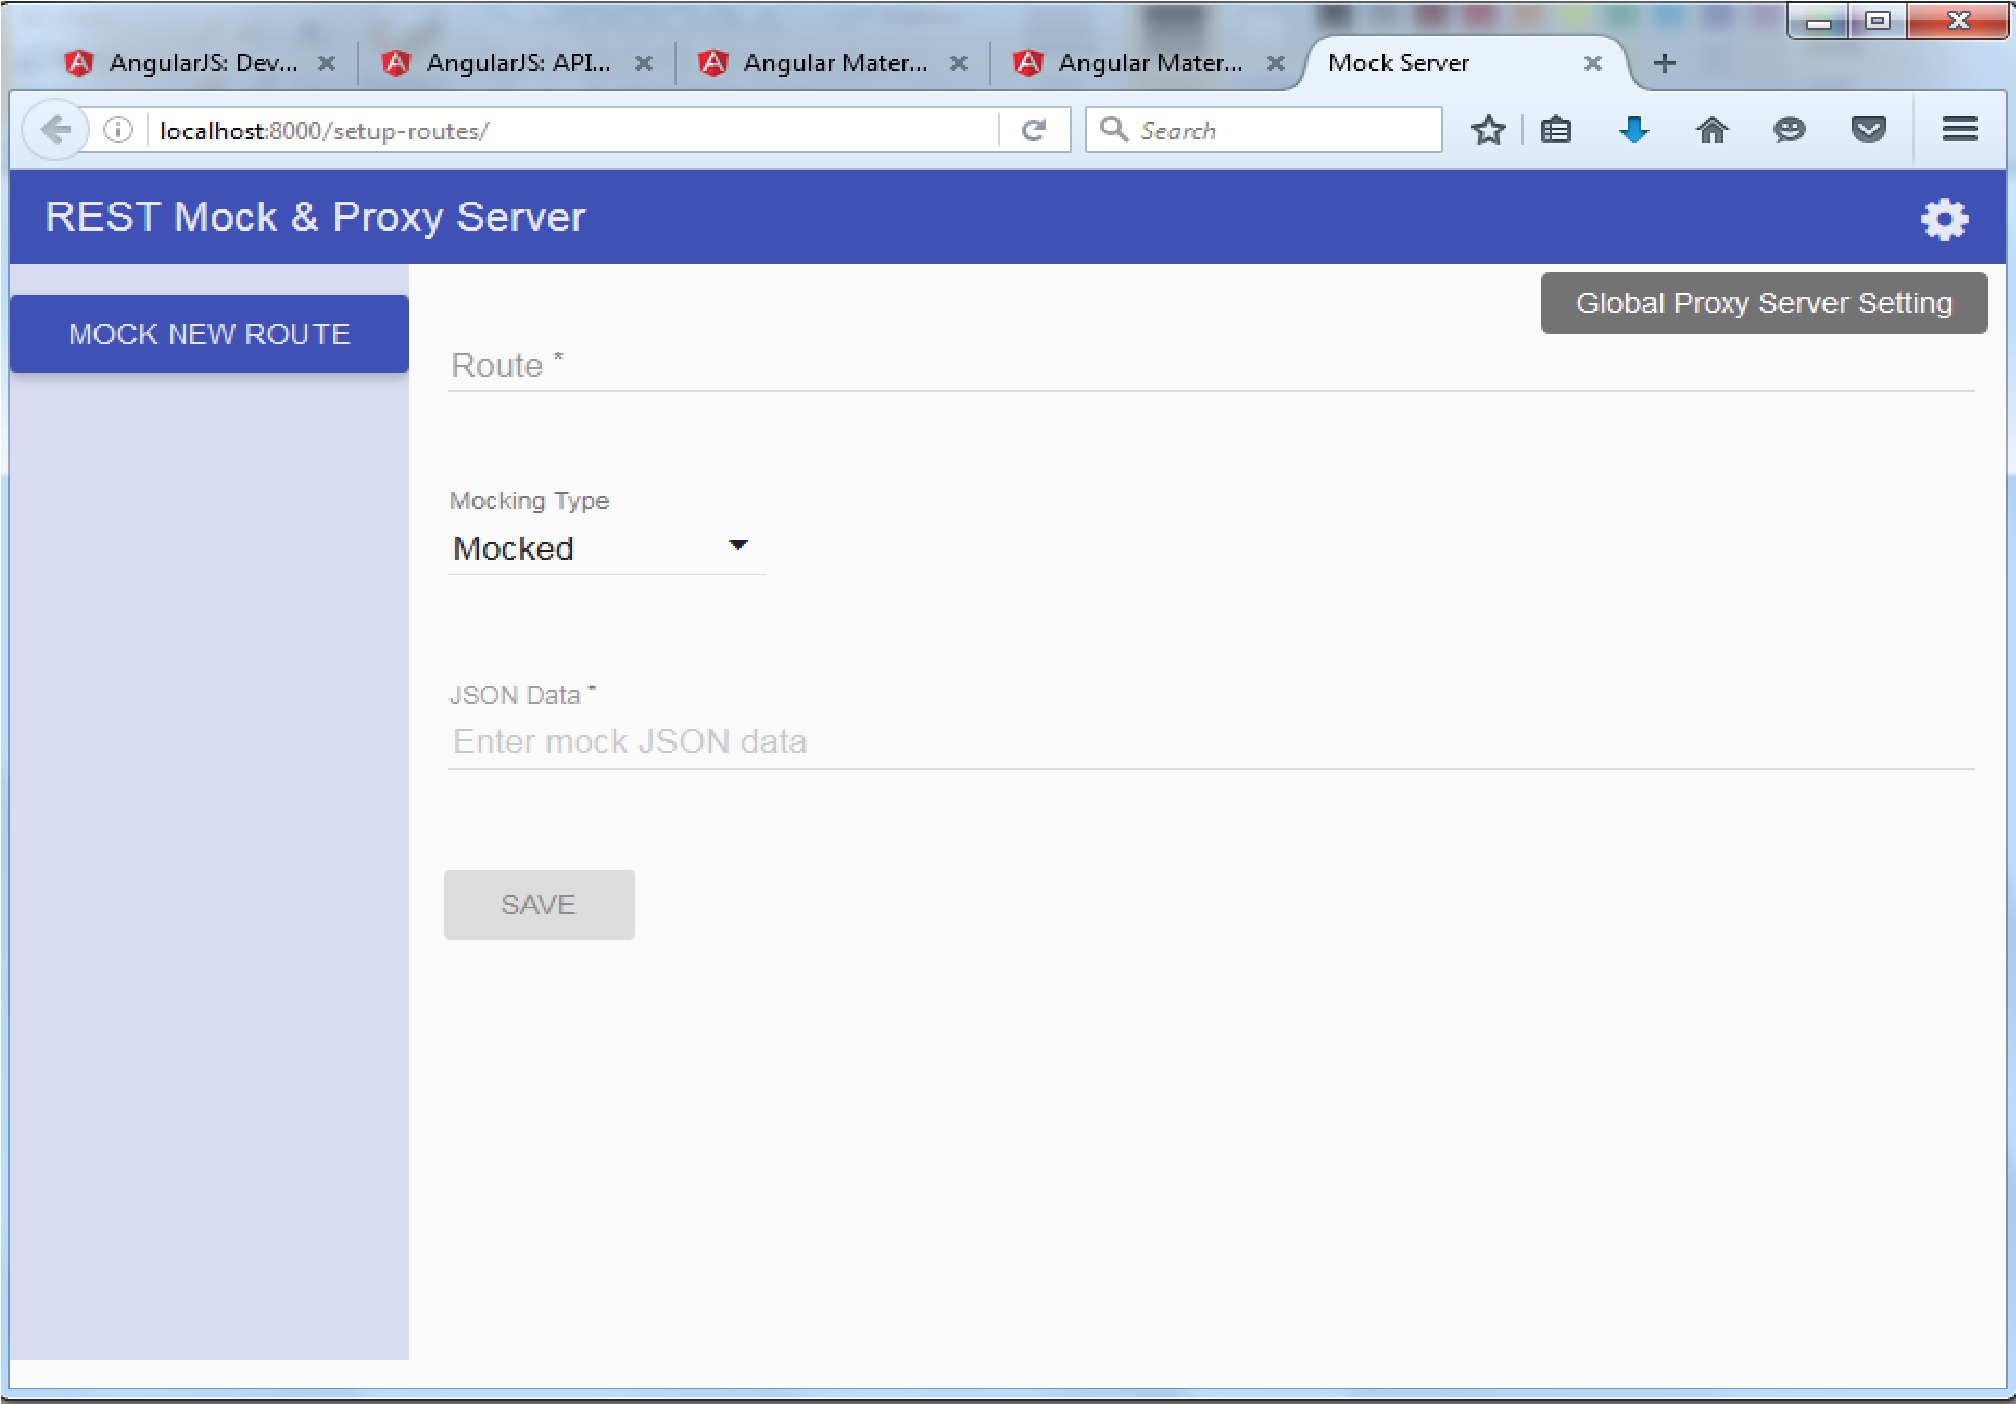 AngularJS: Dev...
AngularJS: API...
Angular Mater...
Angular Mater...
Mock Server
localhost:8000/setup-routes/
Search
REST Mock & Proxy Server
Global Proxy Server Setting
MOCK NEW ROUTE
Route *
Mocking Type
Mocked
JSON Data *
Enter mock JSON data
SAVE